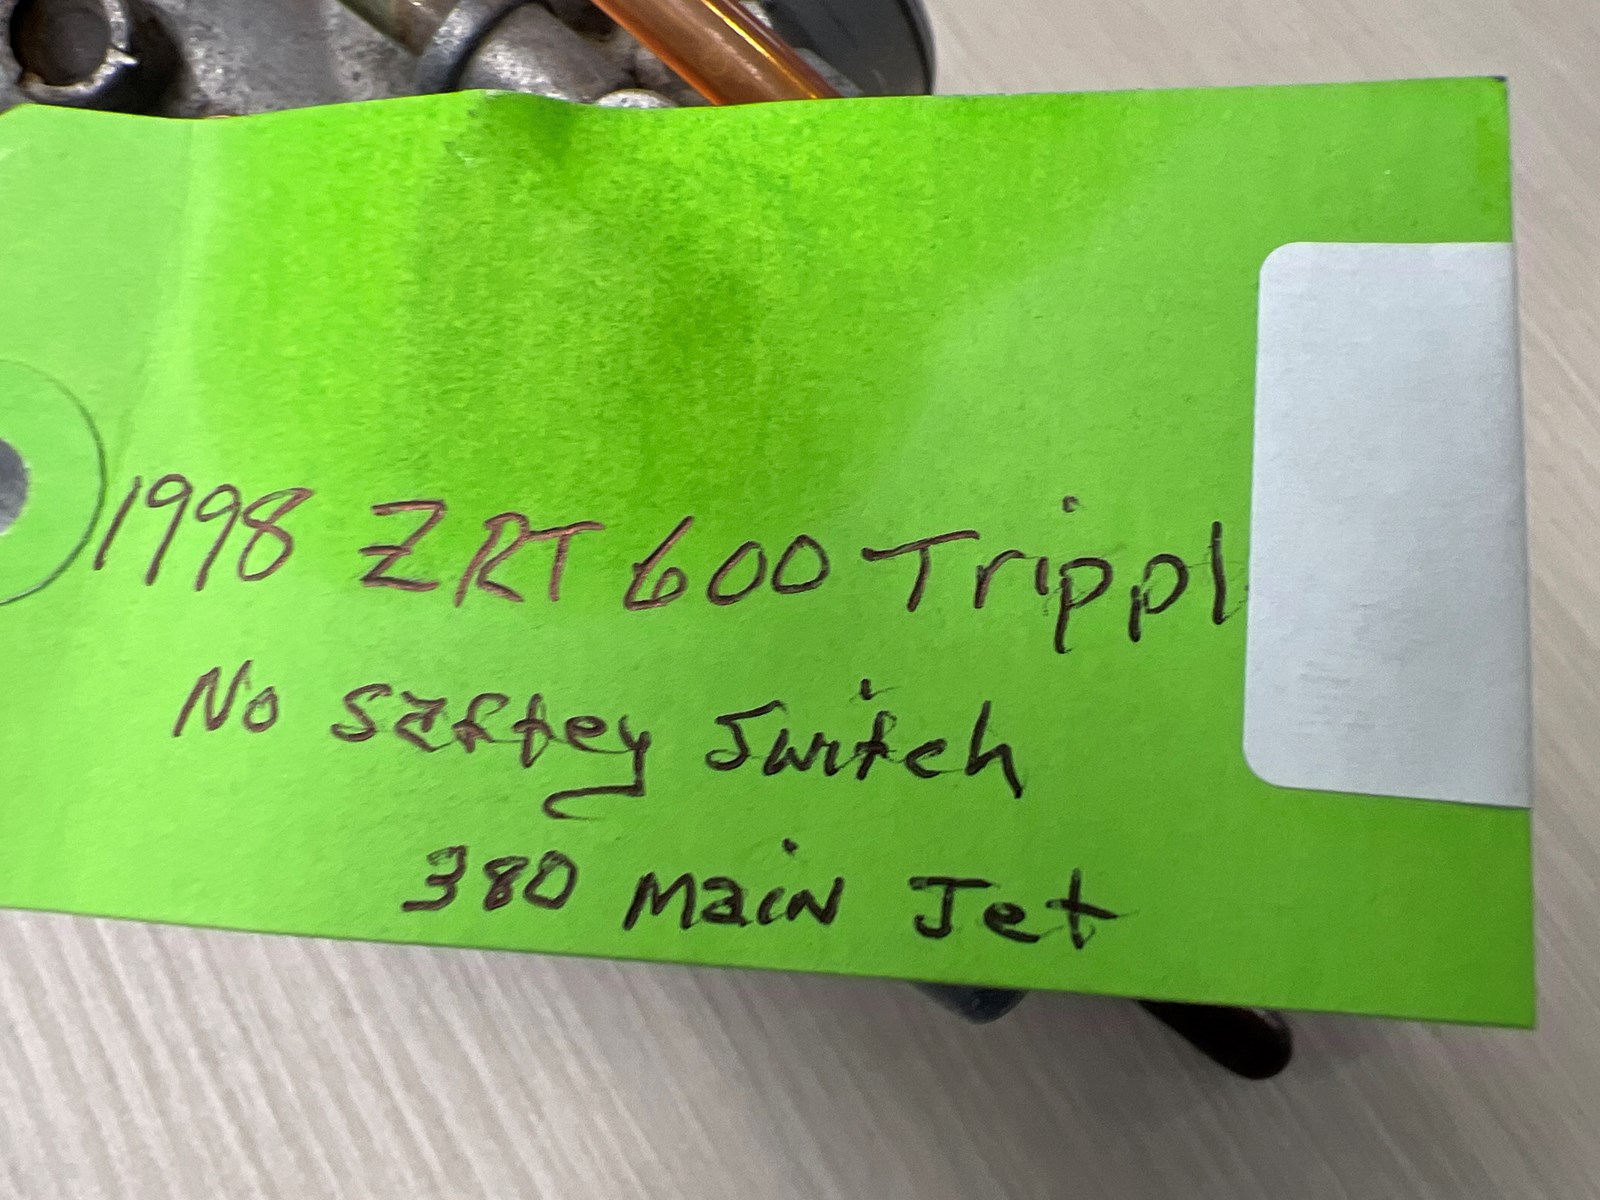 1998 ZRT 600 Trippl
No Saftey Switch
380 Main Jet